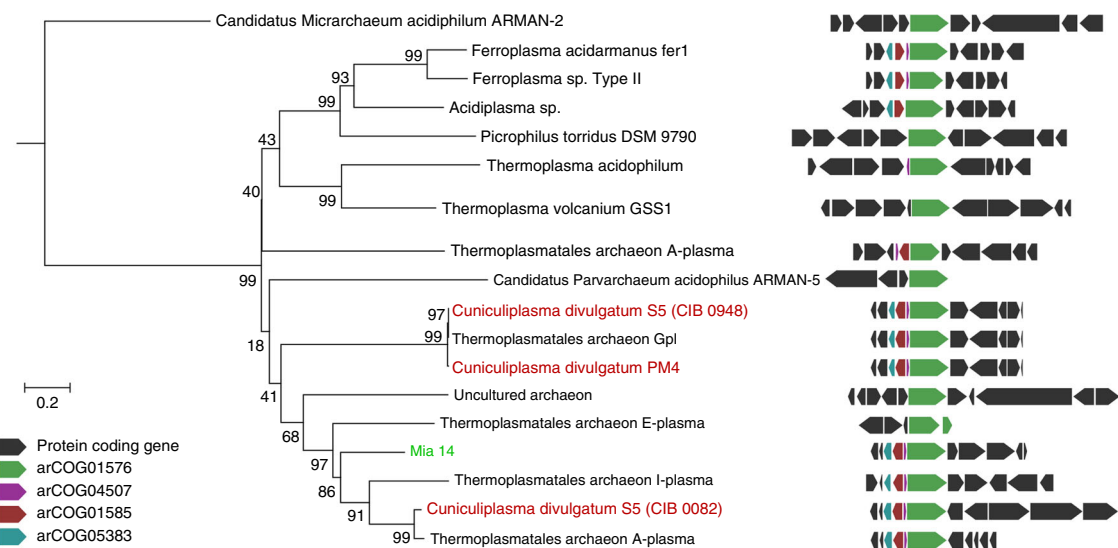 Candidatus Micrarchaeum acidiphilum ARMAN-2
Ferroplasma acidarmanus fer1
99
Ferroplasma sp. Type II
93
99
Acidiplasma sp.
Picrophilus torridus DSM 9790
43
Thermoplasma acidophilum
40
99
Thermoplasma volcanium GSS1
Thermoplasmatales archaeon A-plasma
99
Candidatus Parvarchaeum acidophilus ARMAN-5
97
Cuniculiplasma divulgatum S5 (CIB 0948)
99
Thermoplasmatales archaeon Gpl
18
Cuniculiplasma divulgatum PM4
41
Uncultured archaeon
0.2
68
Thermoplasmatales archaeon E-plasma
Protein coding gene
Mia 14
97
arCOG01576
86
Thermoplasmatales archaeon I-plasma
arCOG04507
91
Cuniculiplasma divulgatum S5 (CIB 0082)
arCOG01585
99
Thermoplasmatales archaeon A-plasma
arCOG05383